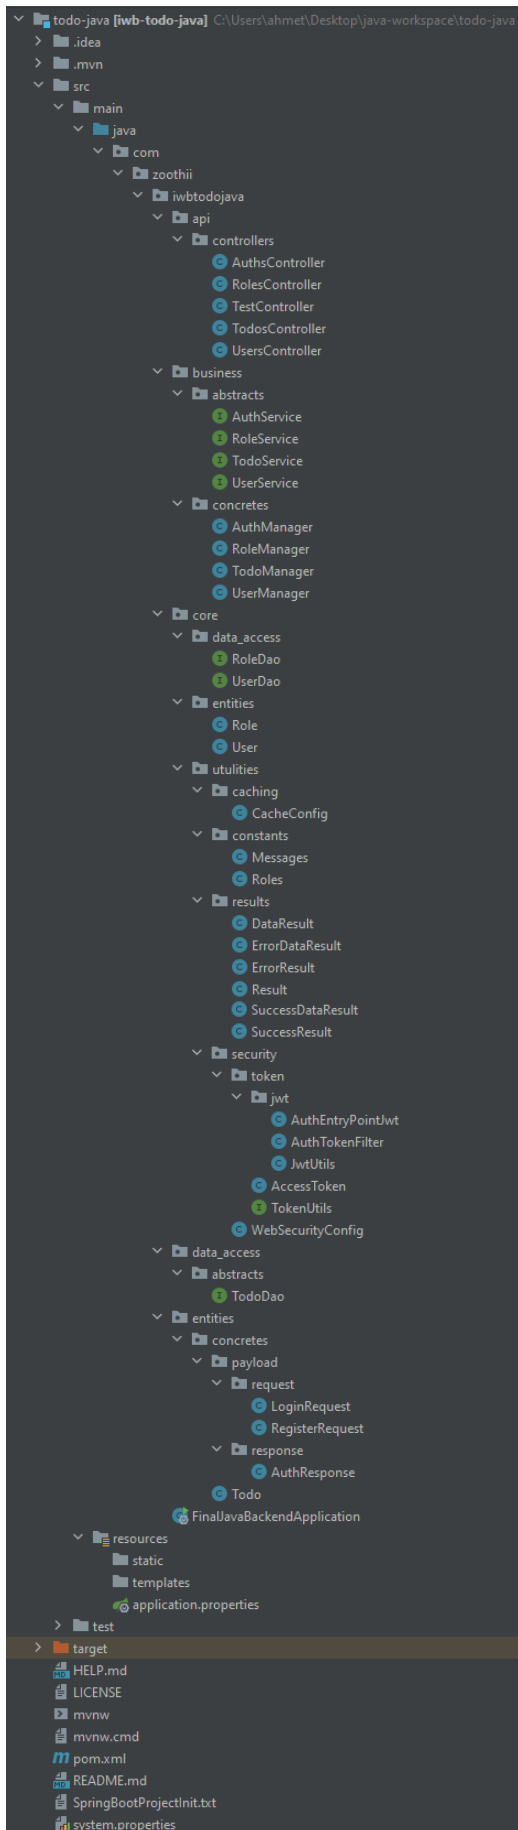 todo-java [iwb-todo-java] C:\Users\ahmet\Desktop\java-workspace\todo-java
.idea
.mvn
src
main
java
com
zoothii
iwbtodojava
api
controllers
AuthsController
RolesController
TestController
TodosController
UsersController
business
abstracts
AuthService
RoleService
TodoService
UserService
concretes
AuthManager
RoleManager
TodoManager
UserManager
core
data_access
RoleDao
UserDao
entities
Role
User
utulities
caching
CacheConfig
constants
Messages
Roles
results
DataResult
ErrorDataResult
ErrorResult
Result
SuccessDataResult
SuccessResult
security
token
jwt
AuthEntryPointJwt
AuthTokenFilter
JwtUtils
AccessToken
TokenUtils
WebSecurityConfig
data_access
abstracts
TodoDao
entities
concretes
payload
request
LoginRequest
RegisterRequest
response
AuthResponse
Todo
FinalJavaBackendApplication
resources
static
templates
application.properties
test
target
HELP.md
LICENSE
mvnw
mvnw.cmd
pom.xml
README.md
SpringBootProjectInit.txt
system.properties